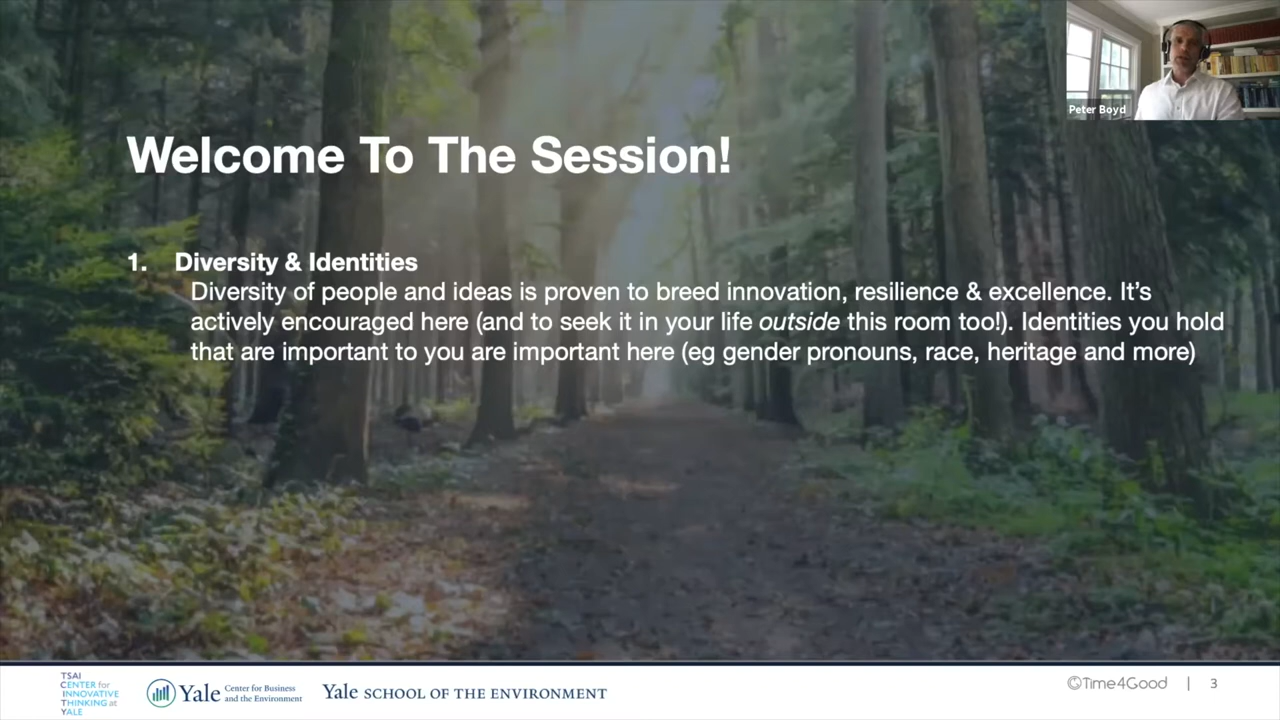 Peter Boyd
Welcome To The Session!
1. Diversity & Identities
Diversity of people and ideas is proven to breed innovation, resilience & excellence. It’s
actively encouraged here (and to seek it in your life outside this room too!). Identities you hold
that are important to you are important here (eg gender pronouns, race, heritage and more)
TSAI
CENTER for
INNOVATIVE
THINKING at
YALE
Yale Center for Business
and the Environment
Yale SCHOOL OF THE ENVIRONMENT
©Time4Good | 3